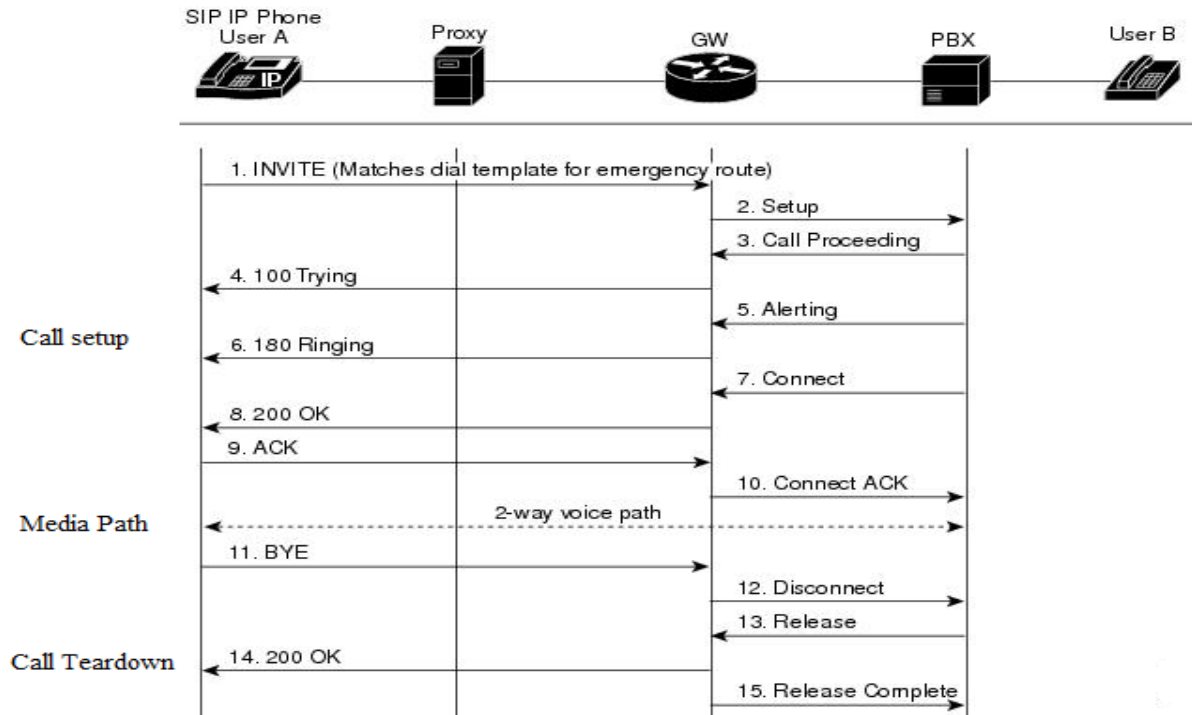 SIP IP Phone
User A
Proxy
GW
PBX
User B
IP
1. INVITE (Matches dial template for emergency route)
2. Setup
3. Call Proceeding
4. 100 Trying
5. Alerting
Call setup
6. 180 Ringing
7. Connect
8. 200 OK
9. ACK
10. Connect ACK
Media Path
2-way voice path
11. BYE
12. Disconnect
13. Release
Call Teardown
14. 200 OK
15. Release Complete